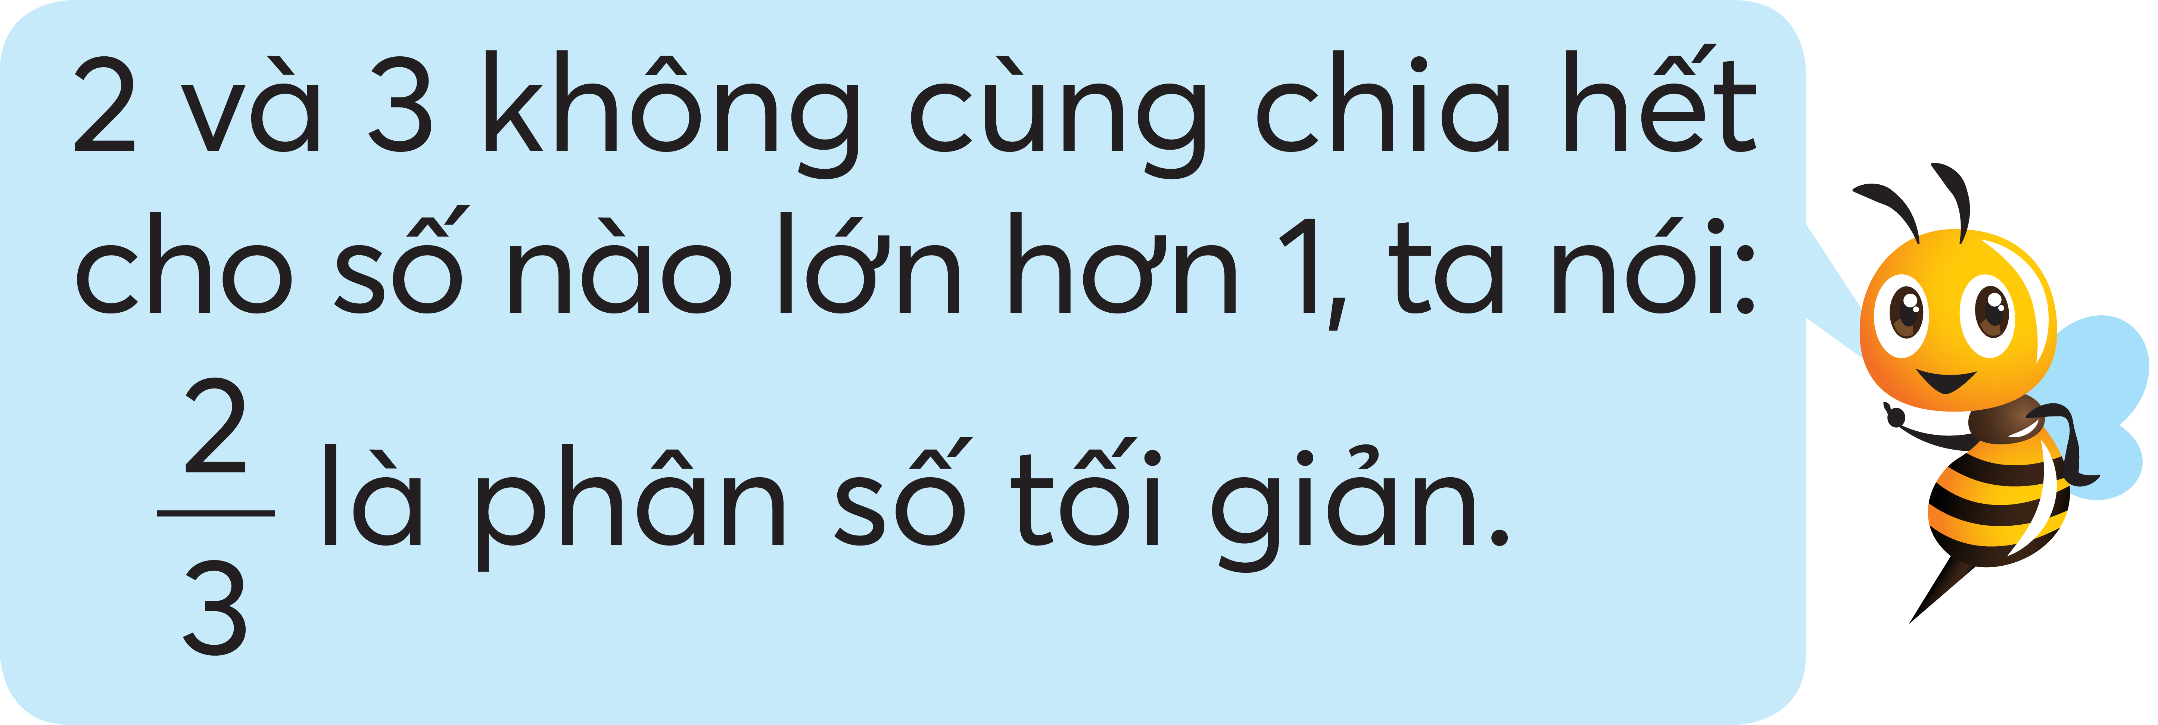 2 và 3 không cùng chia hết
cho số nào lớn hơn 1, ta nói:
2/3 là phân số tối giản.